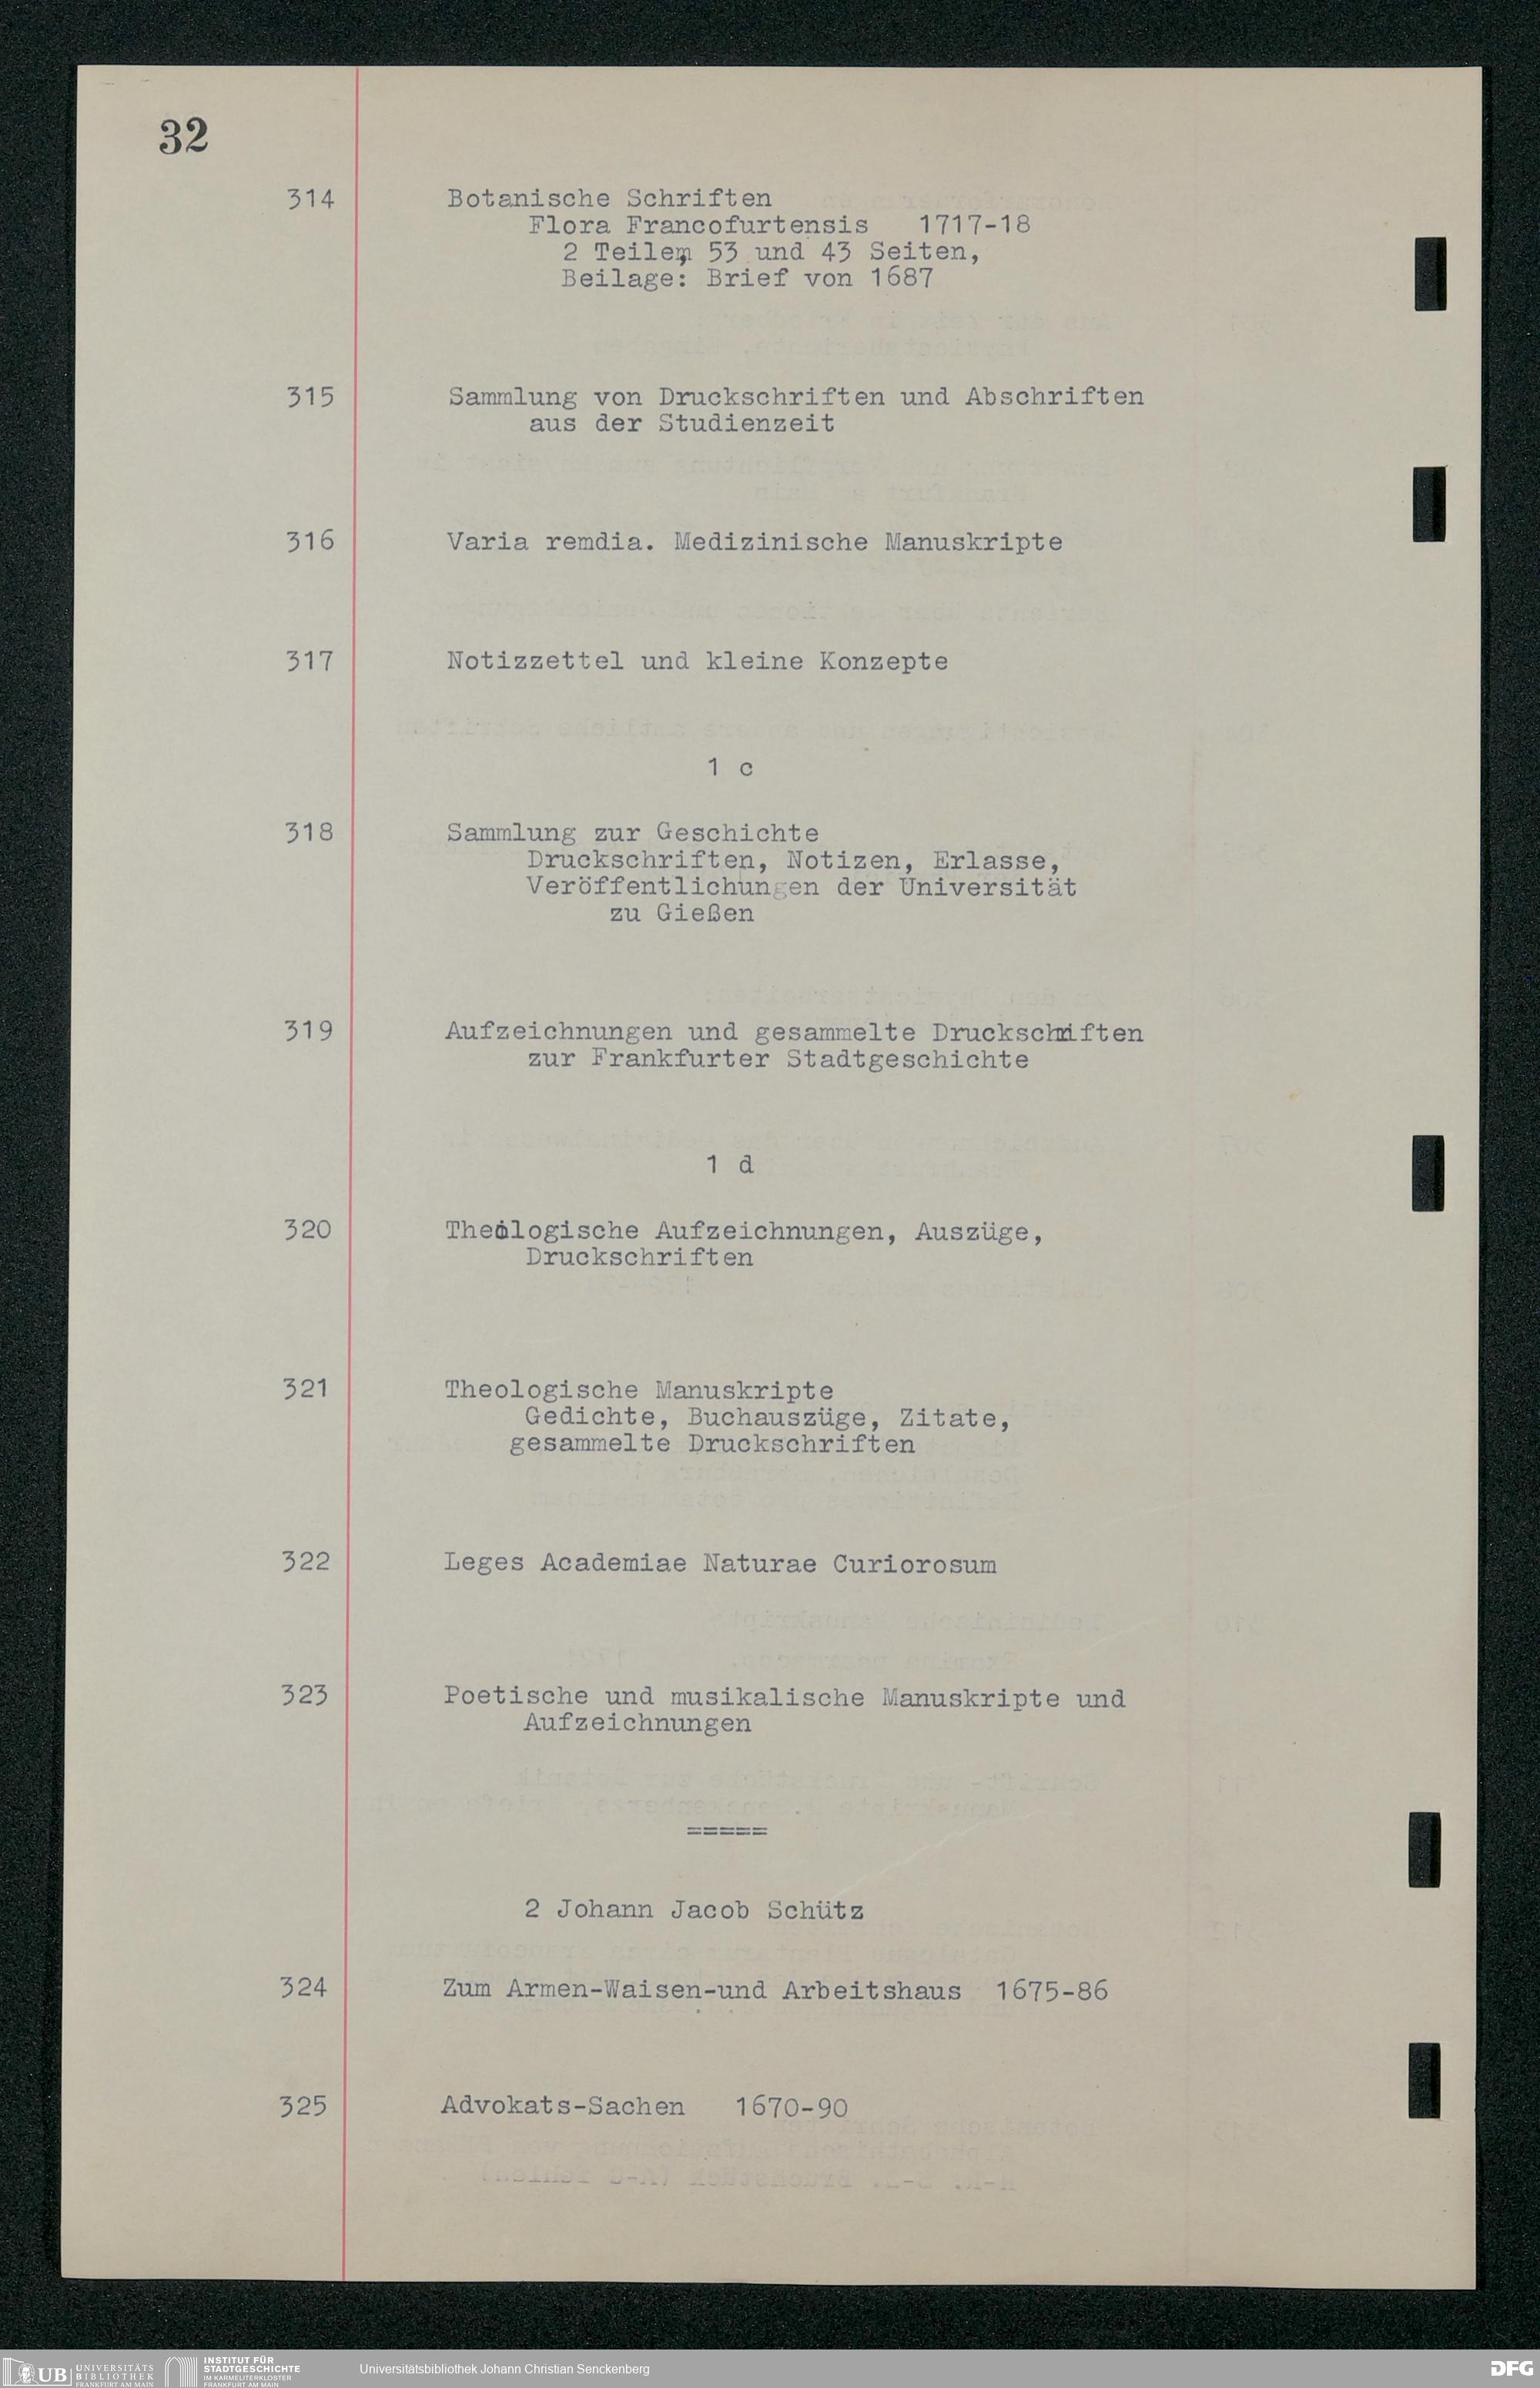 32
314 Botanische Schriften
Flora Francofurtensis 1717-18
2 Teile, 53 und 43 Seiten,
Beilage: Brief von 1687
315 Sammlung von Druckschriften und Abschriften
aus der Studienzeit
316 Varia remdia. Medizinische Manuskripte
317 Notizzettel und kleine Konzepte
1 c
318 Sammlung zur Geschichte
Druckschriften, Notizen, Erlasse,
Veröffentlichungen der Universität
zu Gießen
319 Aufzeichnungen und gesammelte Druckschriften
zur Frankfurter Stadtgeschichte
1 d
320 Theologische Aufzeichnungen, Auszüge,
Druckschriften
321 Theologische Manuskripte
Gedichte, Buchauszüge, Zitate,
gesammelte Druckschriften
322 Leges Academiae Naturae Curiorosum
323 Poetische und musikalische Manuskripte und
Aufzeichnungen
=====
2 Johann Jacob Schütz
324 Zum Armen-Waisen-und Arbeitshaus 1675-86
325 Advokats-Sachen 1670-90
UB UNIVERSITÄTS
BIBLIOTHEK
FRANKFURT AM MAIN
INSTITUT FÜR
STADTGESCHICHTE
IM KARMELITERKLOSTER
FRANKFURT AM MAIN
Universitätsbibliothek Johann Christian Senckenberg
DFG